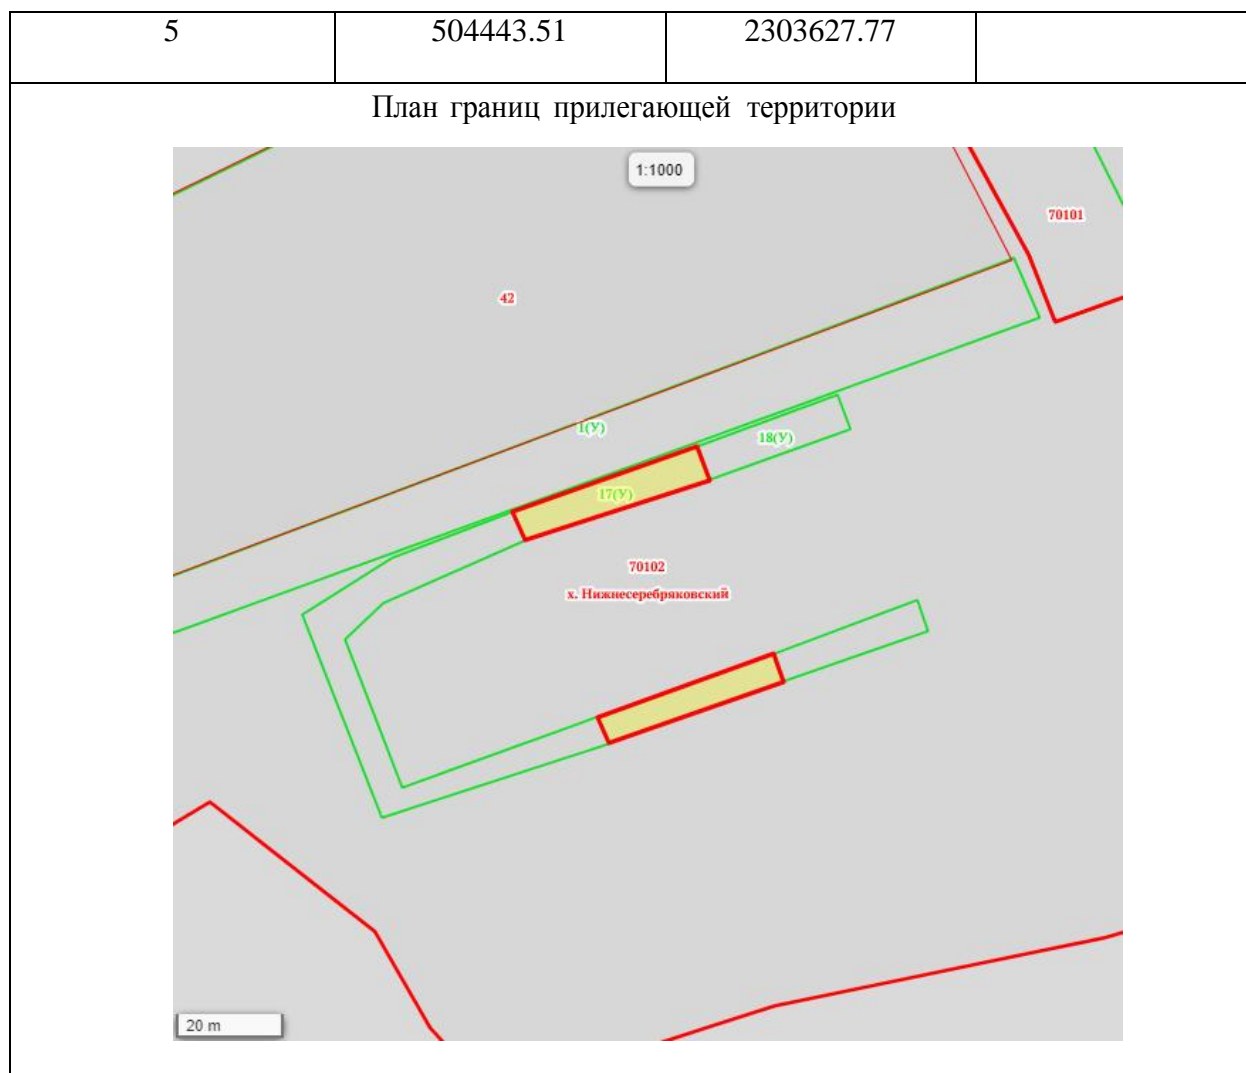 5 504443.51 2303627.77
План границ прилегающей территории
1:1000
70101
42
1(У)
18(У)
17(У)
70102
х. Нижнесеребряковский
20 m